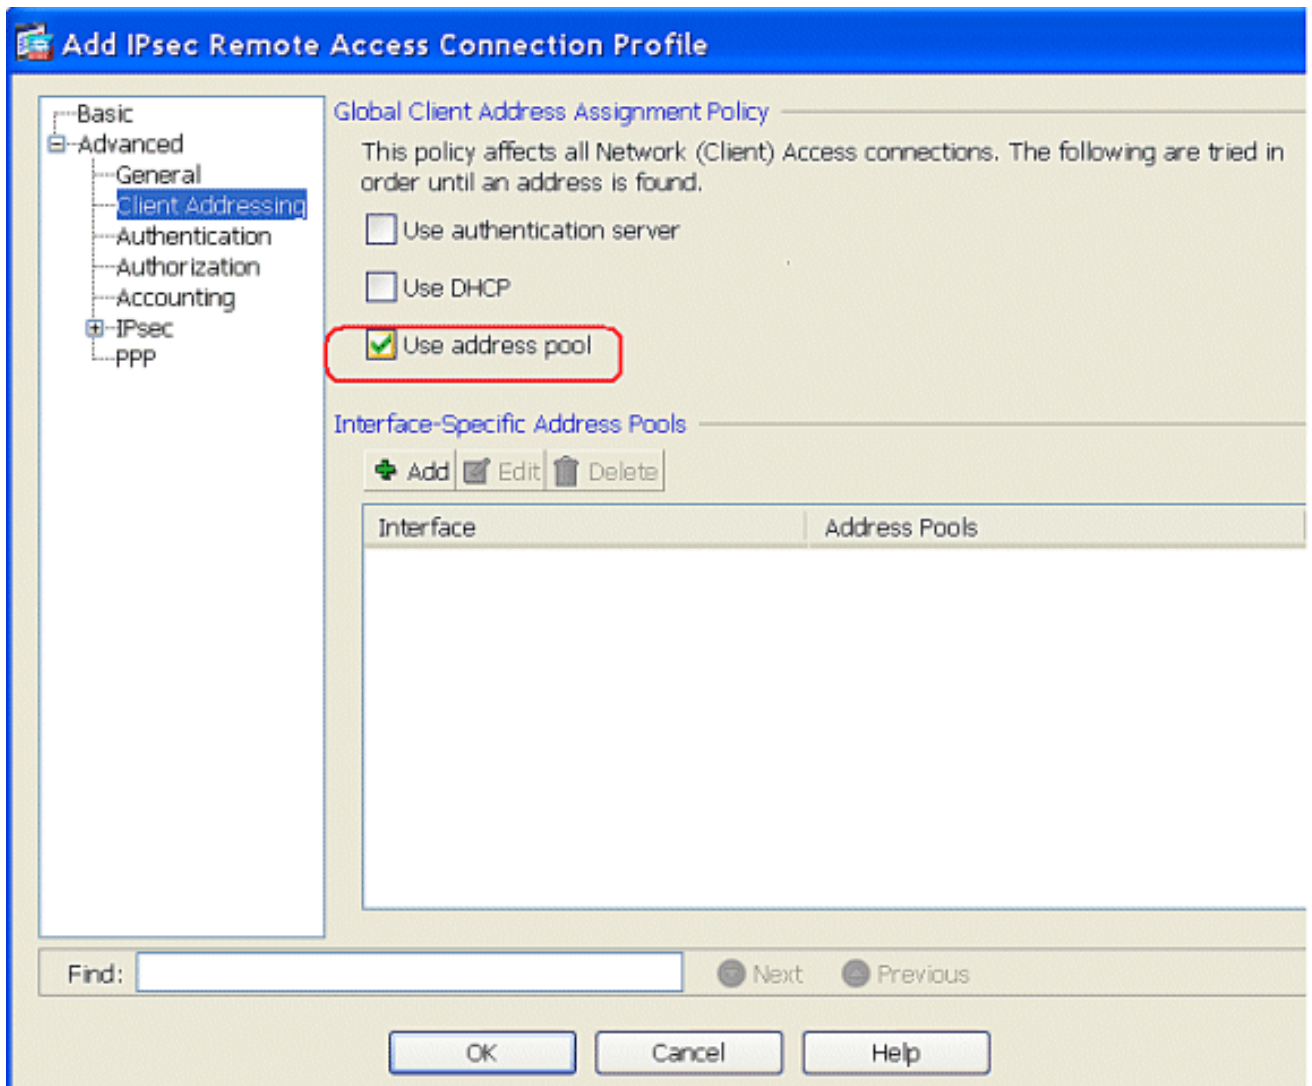 Add IPsec Remote Access Connection Profile
Basic
Advanced
General
Client Addressing
Authentication
Authorization
Accounting
IPsec
PPP
Global Client Address Assignment Policy
This policy affects all Network (Client) Access connections. The following are tried in
order until an address is found.
Use authentication server
Use DHCP
Use address pool
Interface-Specific Address Pools
Add Edit Delete
Interface Address Pools
Find: Next Previous
OK Cancel Help